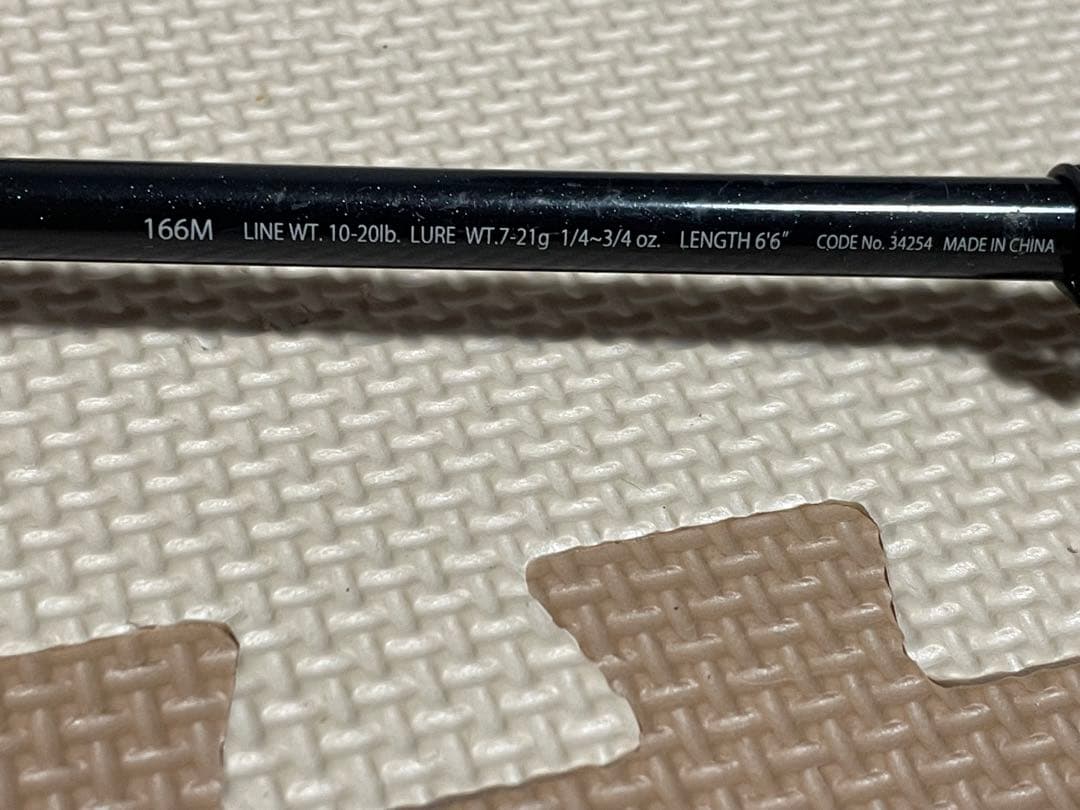 166M LINE WT. 10-20lb. LURE WT.7-21g 1/4~3/4 oz. LENGTH 6'6" CODE No. 34254 MADE IN CHINA